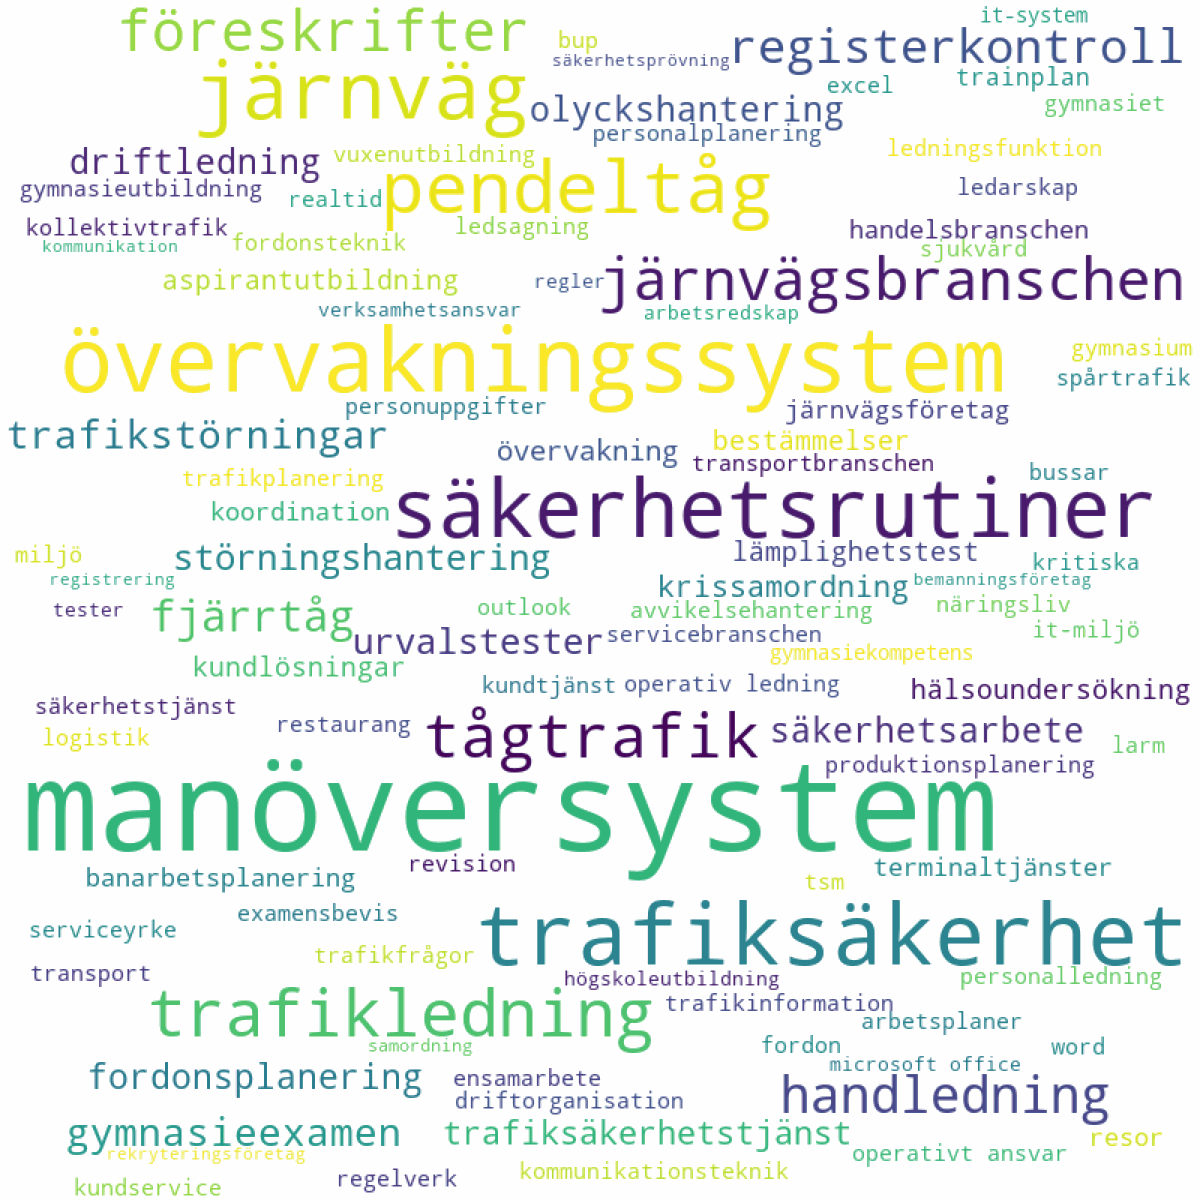 it-system
föreskrifter
bup
registerkontroll
säkerhetsprövning
järnväg
excel
trainplan
olyckshantering
gymnasiet
personalplanering
driftledning
vuxenutbildning
ledningsfunktion
pendeltåg
gymnasieutbildning
realtid
ledarskap
kollektivtrafik
ledsagning
handelsbranschen
kommunikation
fordonsteknik
sjukvård
aspirantutbildning
regler
järnvägsbranschen
verksamhetsansvar
arbetsredskap
övervakningssystem
gymnasium
spårtrafik
personuppgifter
järnvägsföretag
trafikstörningar
övervakning
bestämmelser
transportbranschen
bussar
trafikplanering
koordination
säkerhetsrutiner
miljö
störningshantering
lämplighetstest
kritiska
registrering
krissamordning
bemanningsföretag
tester
fjärrtåg
outlook
avvikelsehantering
näringsliv
urvalstester
servicebranschen
it-miljö
kundlösningar
gymnasiekompetens
kundtjänst
operativ ledning
hälsoundersökning
säkerhetstjänst
restaurang
tågtrafik
säkerhetsarbete
logistik
larm
produktionsplanering
manöversystem
revision
terminaltjänster
banarbetsplanering
tsm
examensbevis
serviceyrke
trafiksäkerhet
trafikfrågor
transport
högskoleutbildning
personalledning
trafikledning
trafikinformation
arbetsplaner
samordning
fordon
word
microsoft office
fordonsplanering
ensamarbete
handledning
driftorganisation
gymnasieexamen
trafiksäkerhetstjänst
resor
rekryteringsföretag
operativt ansvar
kommunikationsteknik
regelverk
kundservice